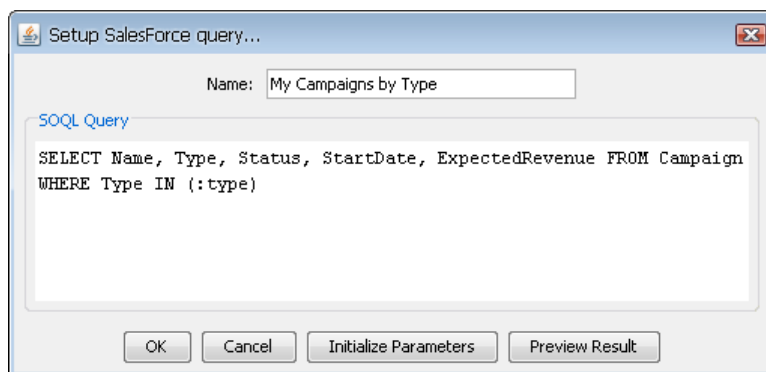 Setup SalesForce query...
Name: My Campaigns by Type
SOQL Query
SELECT Name, Type, Status, StartDate, ExpectedRevenue FROM Campaign
WHERE Type IN (:type)
OK Cancel Initialize Parameters Preview Result